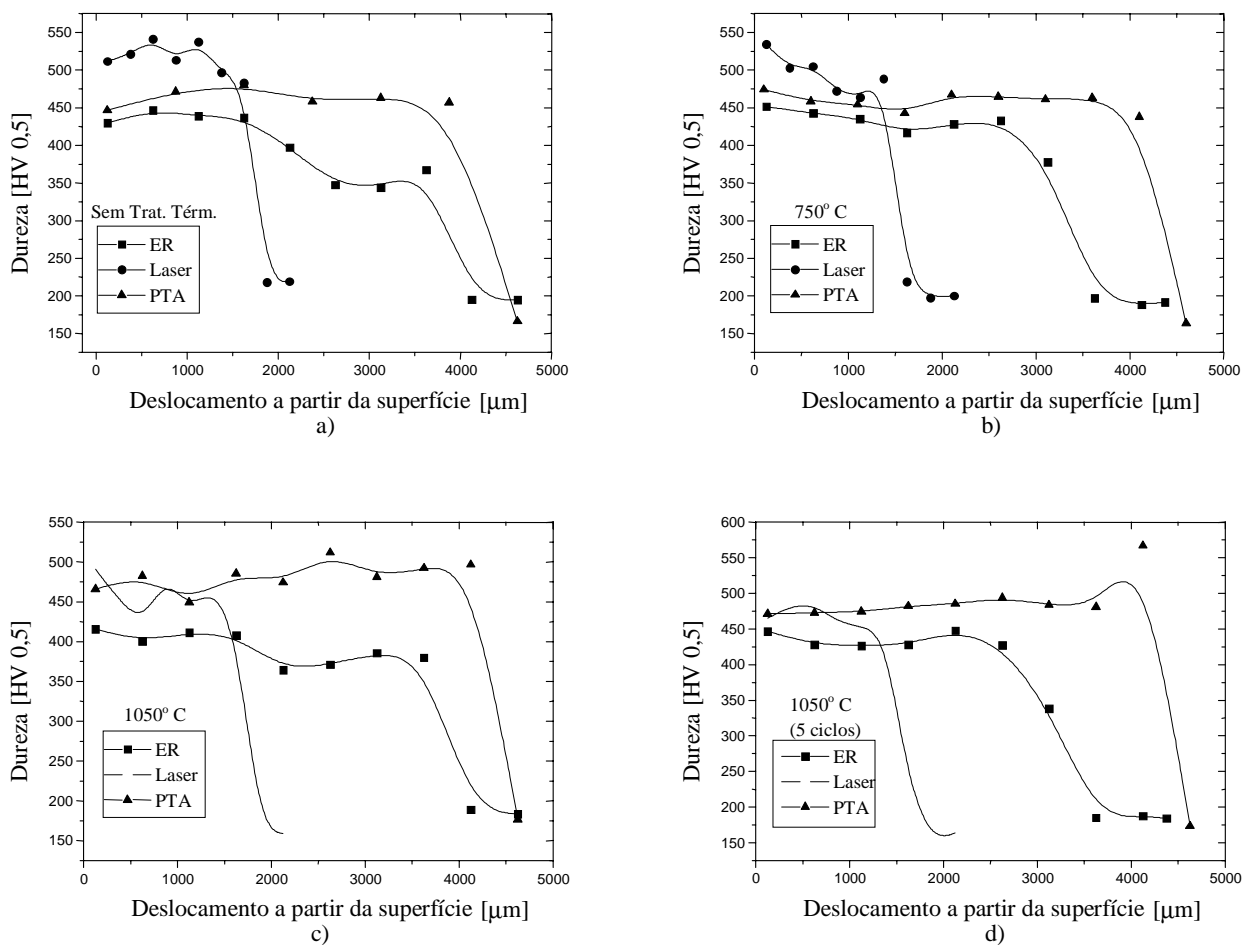 550
500
450
400
350
300
250
200
150
Dureza [HV 0,5]
Sem Trat. Térm.
ER
Laser
PTA
0 1000 2000 3000 4000 5000
Deslocamento a partir da superfície [µm]
a)
550
500
450
400
350
300
250
200
150
Dureza [HV 0,5]
750° C
ER
Laser
PTA
0 1000 2000 3000 4000 5000
Deslocamento a partir da superfície [µm]
b)
550
500
450
400
350
300
250
200
150
Dureza [HV 0,5]
1050° C
ER
Laser
PTA
0 1000 2000 3000 4000 5000
Deslocamento a partir da superfície [µm]
c)
600
550
500
450
400
350
300
250
200
150
Dureza [HV 0,5]
1050° C
(5 ciclos)
ER
Laser
PTA
0 1000 2000 3000 4000 5000
Deslocamento a partir da superfície [µm]
d)